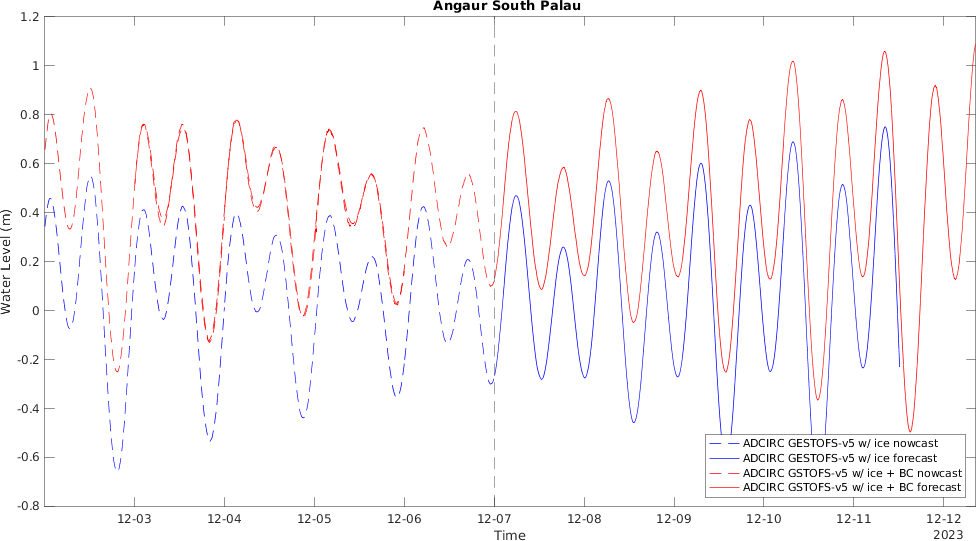 Angaur South Palau
1.2
1
0.8
0.6
0.4
0.2
0
-0.2
-0.4
-0.6
-0.8
Water Level (m)
ADCIRC GESTOFS-v5 w/ ice nowcast
ADCIRC GESTOFS-v5 w/ ice forecast
ADCIRC GSTOFS-v5 w/ ice + BC nowcast
ADCIRC GSTOFS-v5 w/ ice + BC forecast
12-03 12-04 12-05 12-06 12-07 12-08 12-09 12-10 12-11 12-12
Time 2023